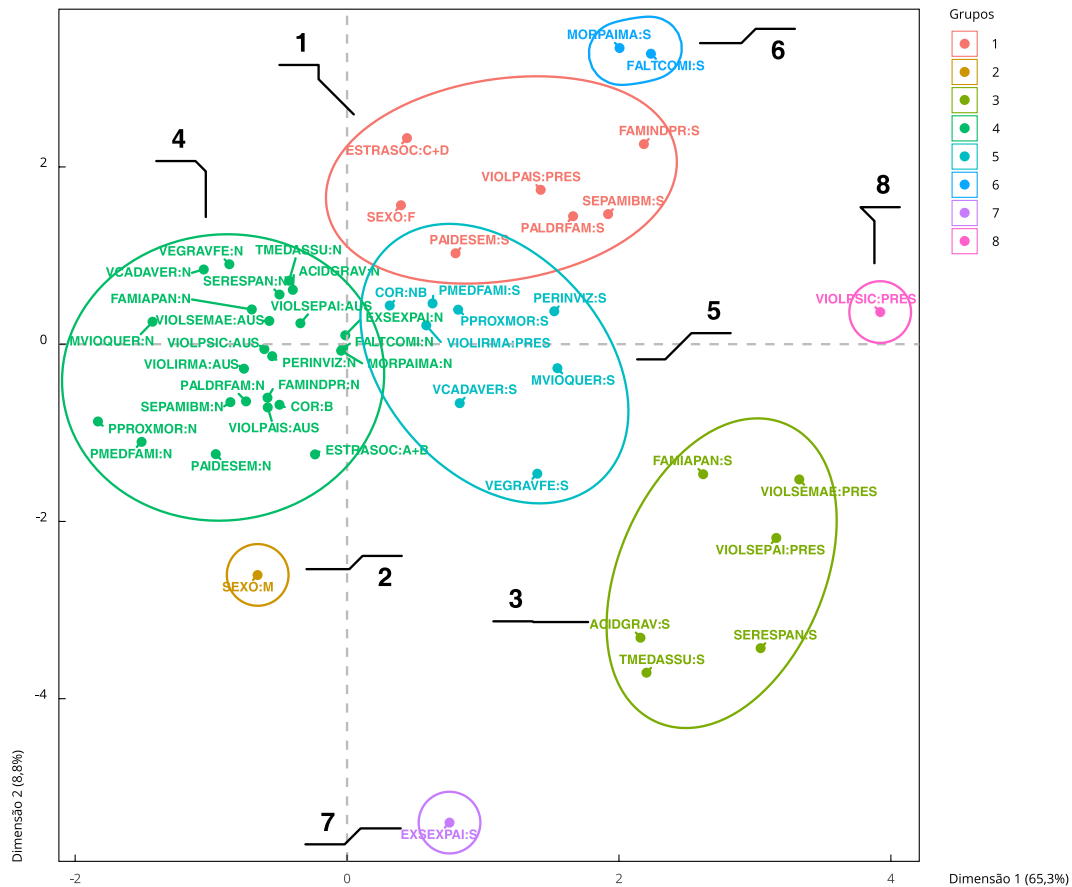 Grupos
1
2
3
4
5
6
7
8
1
6
MORPAIMA:S
FALTCOMI:S
4
ESTRASOC:C+D
FAMINDPR:S
VIOLPAIS:PRES
SEXO:F
SEPAMIBM:S
PALDRFAM:S
PAIDESEM:S
8
VIOLPSIC:PRES
VEGRAVFE:N
TMEDASSU:N
VCADAVER:N
ACIDGRAV:N
SERESPAN:N
FAMIAPAN:N
VIOLSEPAI:AUS
VIOLSEMAE:AUS
EXSEXPAI:N
MVIOQUER:N
VIOLPSIC:AUS
FALTCOMI:N
VIOLIRMA:AUS
PERINVIZ:N
MORPAIMA:N
PALDRFAM:N
FAMINDPR:N
SEPAMIBM:N
COR:B
PPROXMOR:N
VIOLPAIS:AUS
PMEDFAMI:N
PAIDESEM:N
ESTRASOC:A+B
COR:NB
PMEDFAMI:S
PERINVIZ:S
PPROXMOR:S
VIOLIRMA:PRES
5
MVIOQUER:S
VCADAVER:S
VEGRAVFE:S
FAMIAPAN:S
VIOLSEMAE:PRES
VIOLSEPAI:PRES
3
ACIDGRAV:S
SERESPAN:S
TMEDASSU:S
SEXO:M
2
7
EXSEXPAI:S
2
0
-2
-4
Dimensão 2 (8,8%)
-2
0
2
4
Dimensão 1 (65,3%)